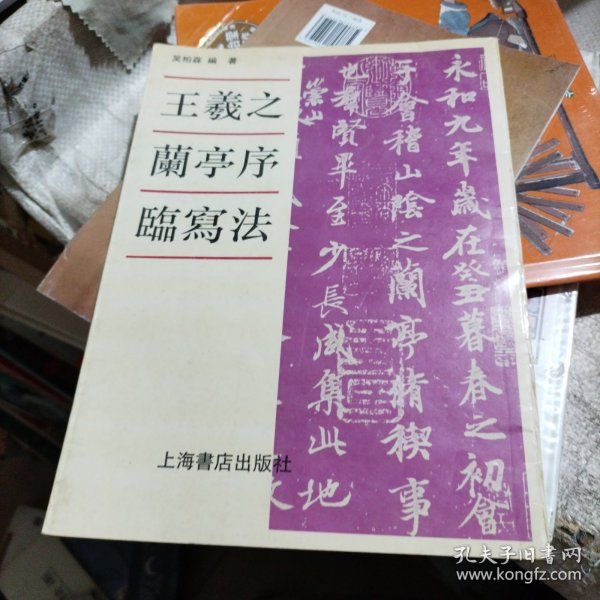 吴柏森 编 著
王羲之
蘭亭序
臨寫法
上海書店出版社
永和九年歲在癸丑暮春之初會
于會稽山陰之蘭亭脩稧事
也羣賢畢至少長咸集此地
孔夫子旧书网
www.kongfz.com